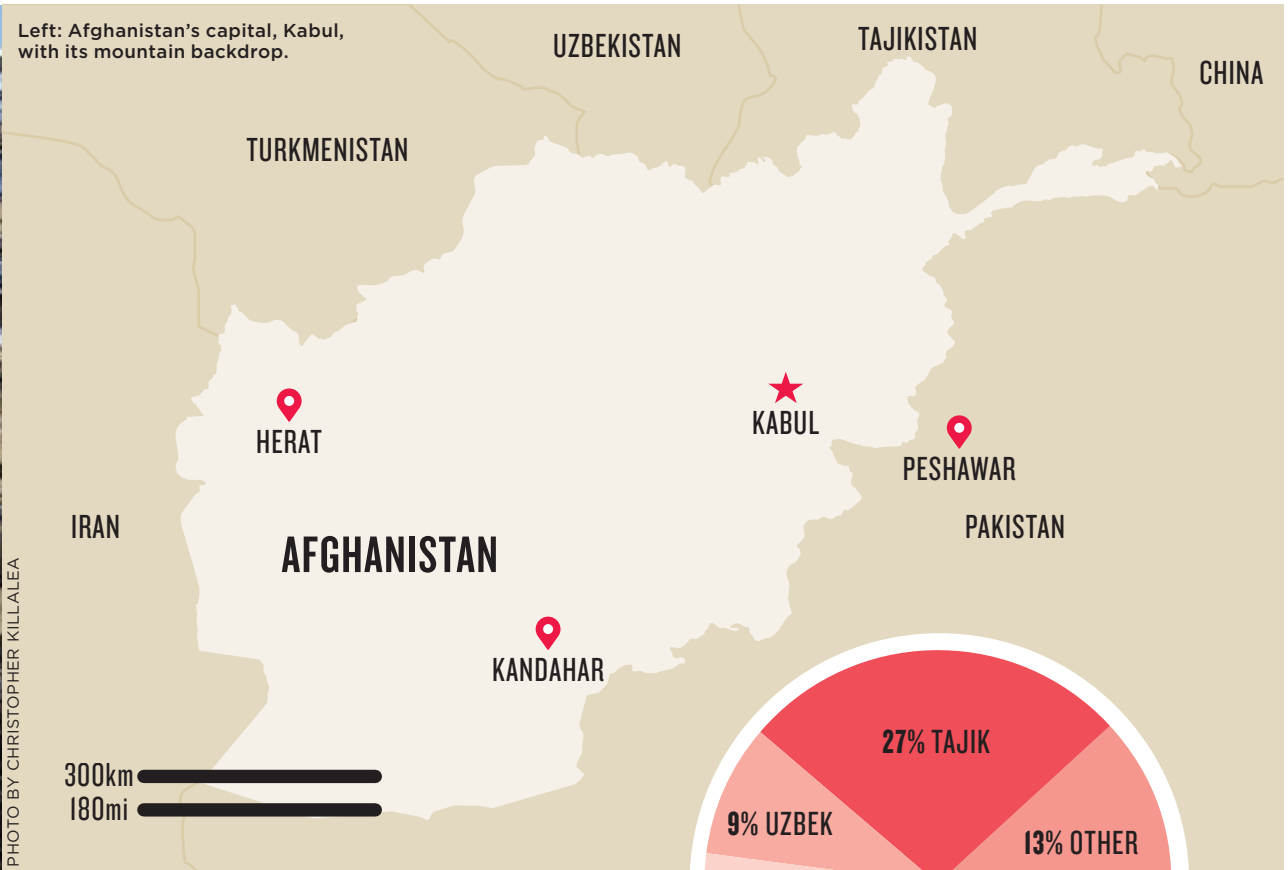 Left: Afghanistan’s capital, Kabul,
with its mountain backdrop.
UZBEKISTAN
TAJIKISTAN
CHINA
TURKMENISTAN
HERAT
KABUL
PESHAWAR
IRAN
PAKISTAN
AFGHANISTAN
KANDAHAR
300km
180mi
27% TAJIK
9% UZBEK
13% OTHER
PHOTO BY CHRISTOPHER KILLALEA